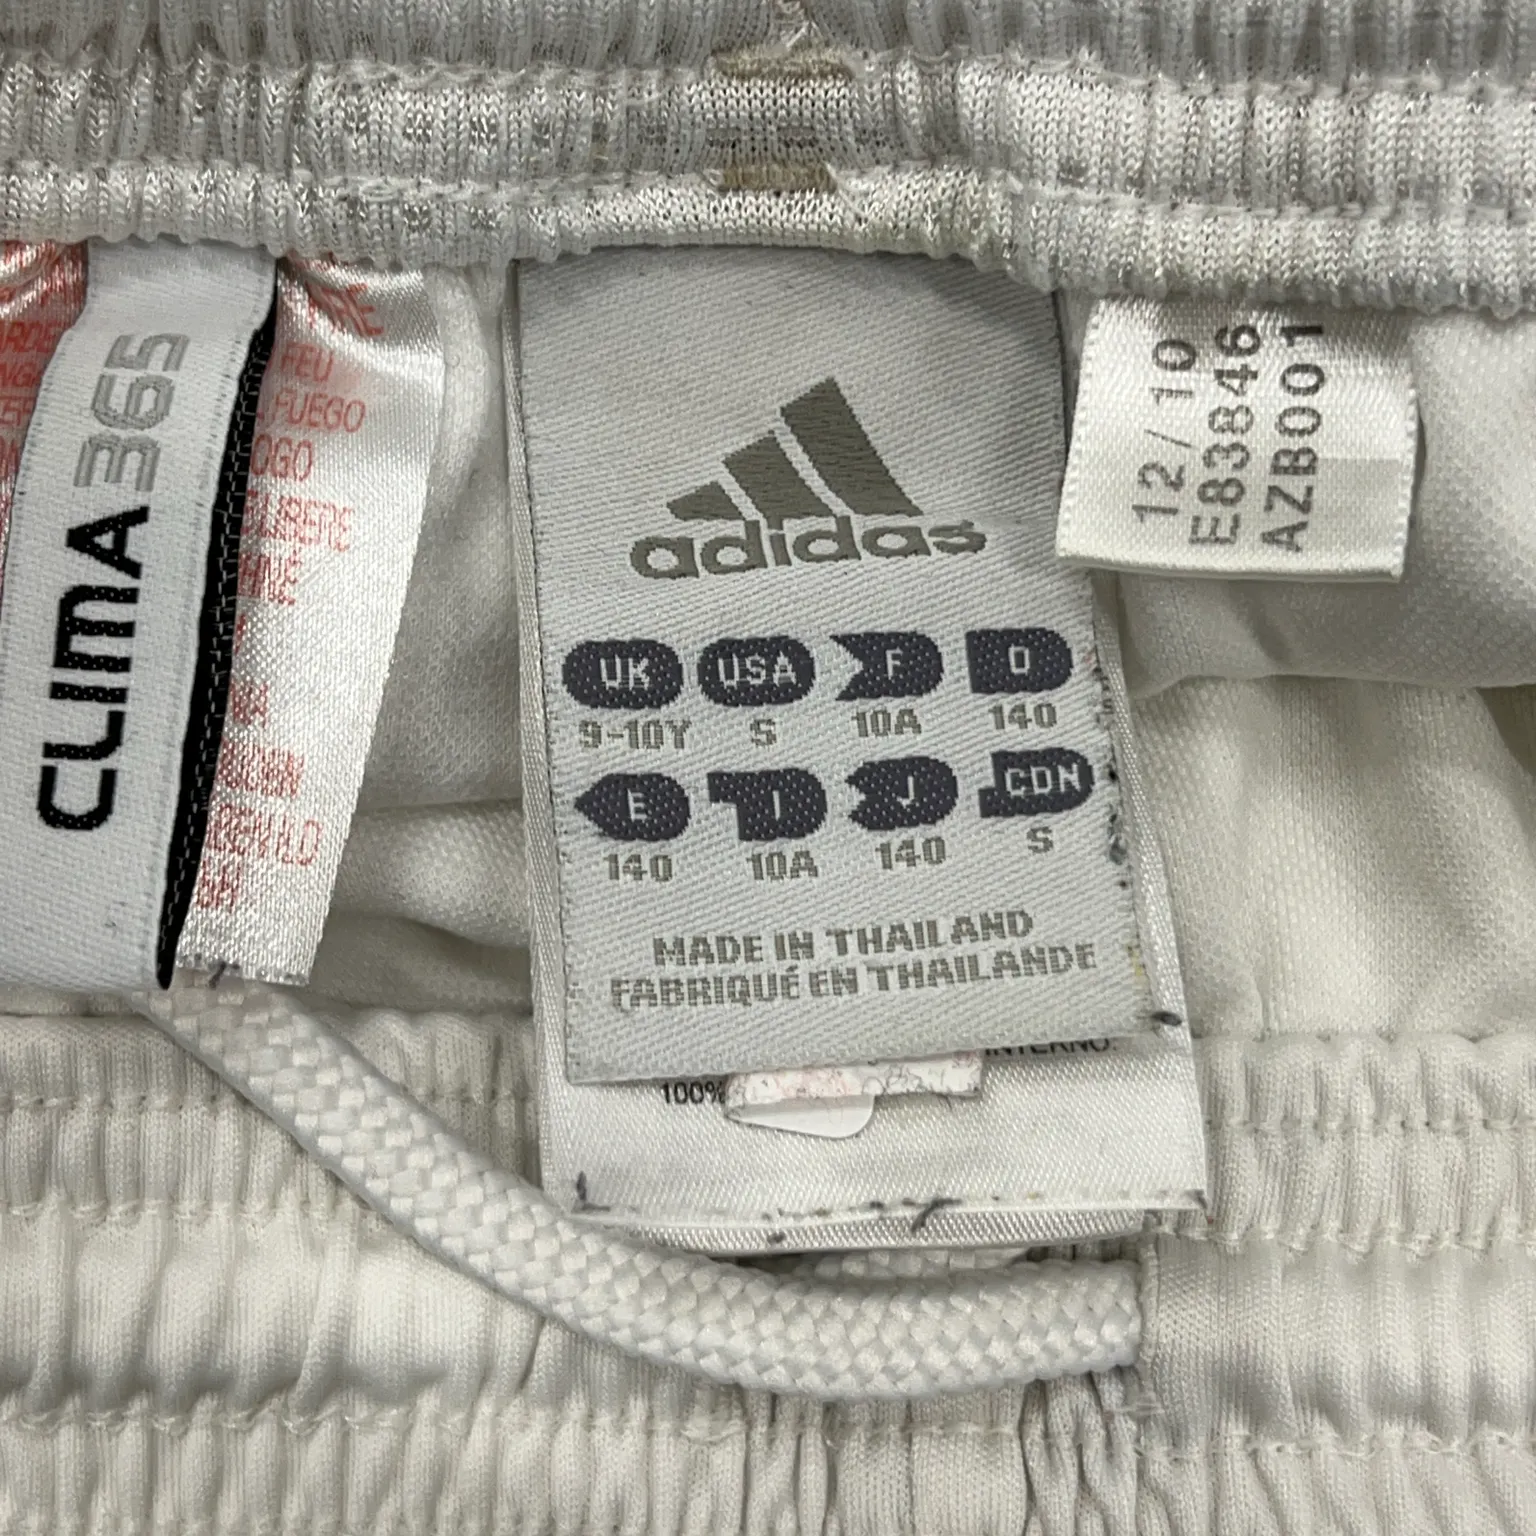 CLIMA365
FEU
FUEGO
adidas
UK USA F D
9-10Y S 10A 140
E I J CDN
140 10A 140 S
MADE IN THAILAND
FABRIQUÉ EN THAILANDE
INTERNO:
100%
12/10
E83846
AZB001